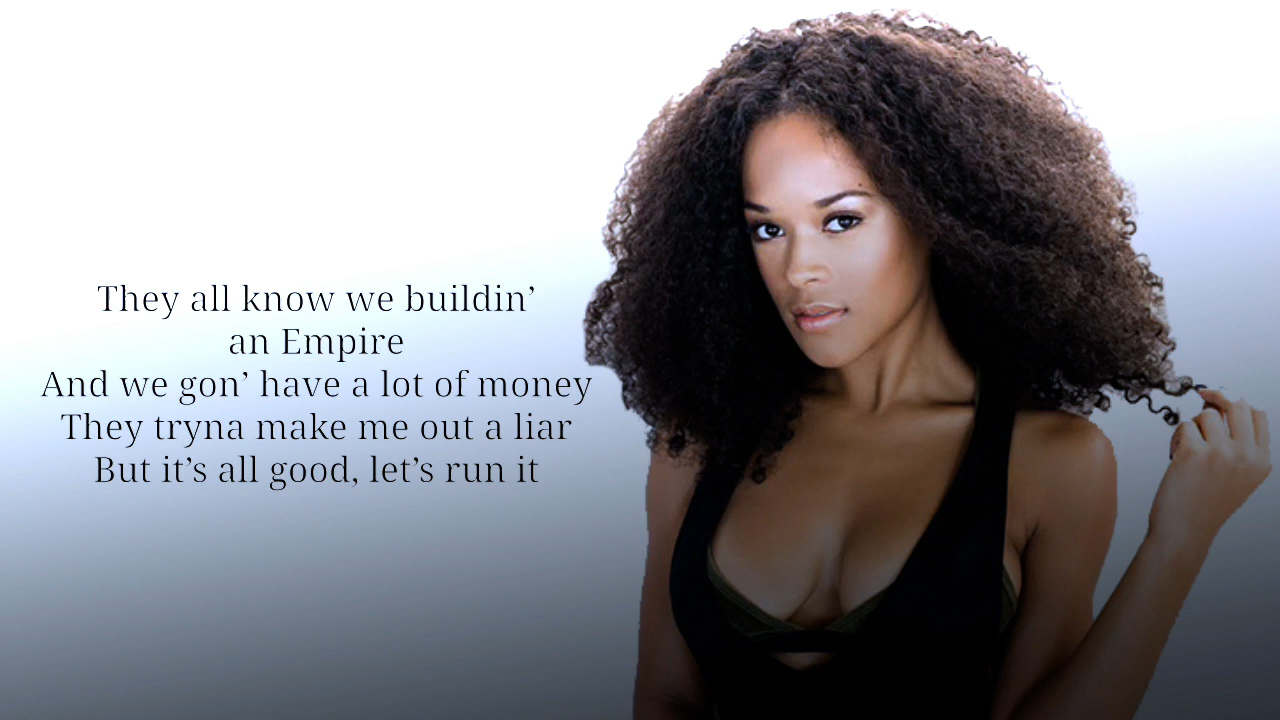 They all know we buildin’
an Empire
And we gon’ have a lot of money
They tryna make me out a liar
But it’s all good, let’s run it